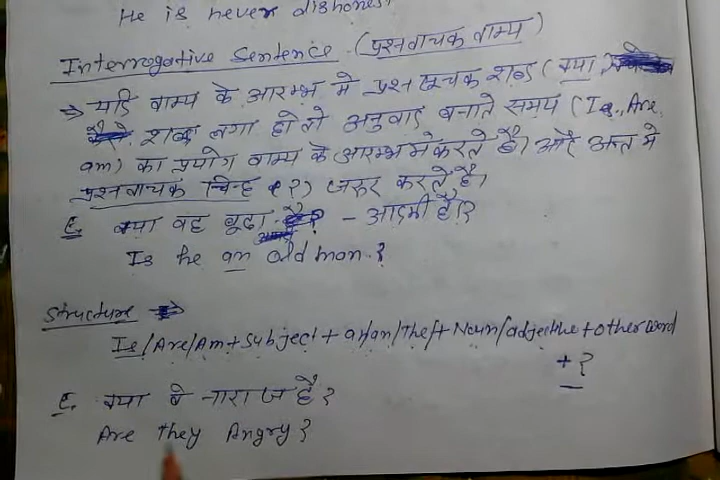 He is never dishonest
Interrogative Sentence (प्रश्नवाचक वाक्य)
⇒ यदि वाक्य के आरम्भ मे प्रश्न सूचक शब्द (क्या
शब्द लगा हो तो अनुवाद बनाते समय (Is, Are,
am) का प्रयोग वाक्य के आरम्भ मे करते है। और अन्त मे
प्रश्नवाचक चिन्ह (?) जरुर करते है।
E. क्या वह बूढा - आदमी है।?
Is he an old man?
Structure ⇒
Is/Are/Am+Subject+a/an/The/+Noun/adjective+other word
+?
E. क्या वे नाराज है?
Are they Angry?